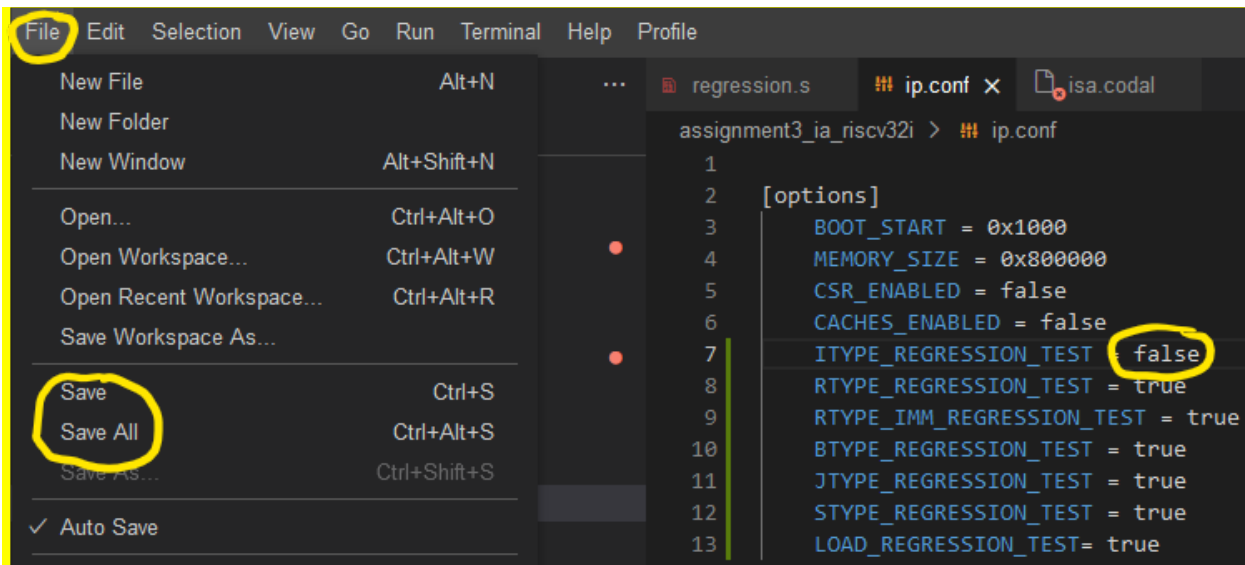 File Edit Selection View Go Run Terminal Help Profile
New File Alt+N
New Folder
New Window Alt+Shift+N
Open... Ctrl+Alt+O
Open Workspace... Ctrl+Alt+W
Open Recent Workspace... Ctrl+Alt+R
Save Workspace As...
Save Ctrl+S
Save All Ctrl+Alt+S
Save As... Ctrl+Shift+S
✓ Auto Save
... regression.s ip.conf × isa.codal
assignment3_ia_riscv32i > ip.conf
1
2 [options]
3 BOOT_START = 0x1000
4 MEMORY_SIZE = 0x800000
5 CSR_ENABLED = false
6 CACHES_ENABLED = false
7 ITYPE_REGRESSION_TEST = false
8 RTYPE_REGRESSION_TEST = true
9 RTYPE_IMM_REGRESSION_TEST = true
10 BTYPE_REGRESSION_TEST = true
11 JTYPE_REGRESSION_TEST = true
12 STYPE_REGRESSION_TEST = true
13 LOAD_REGRESSION_TEST= true